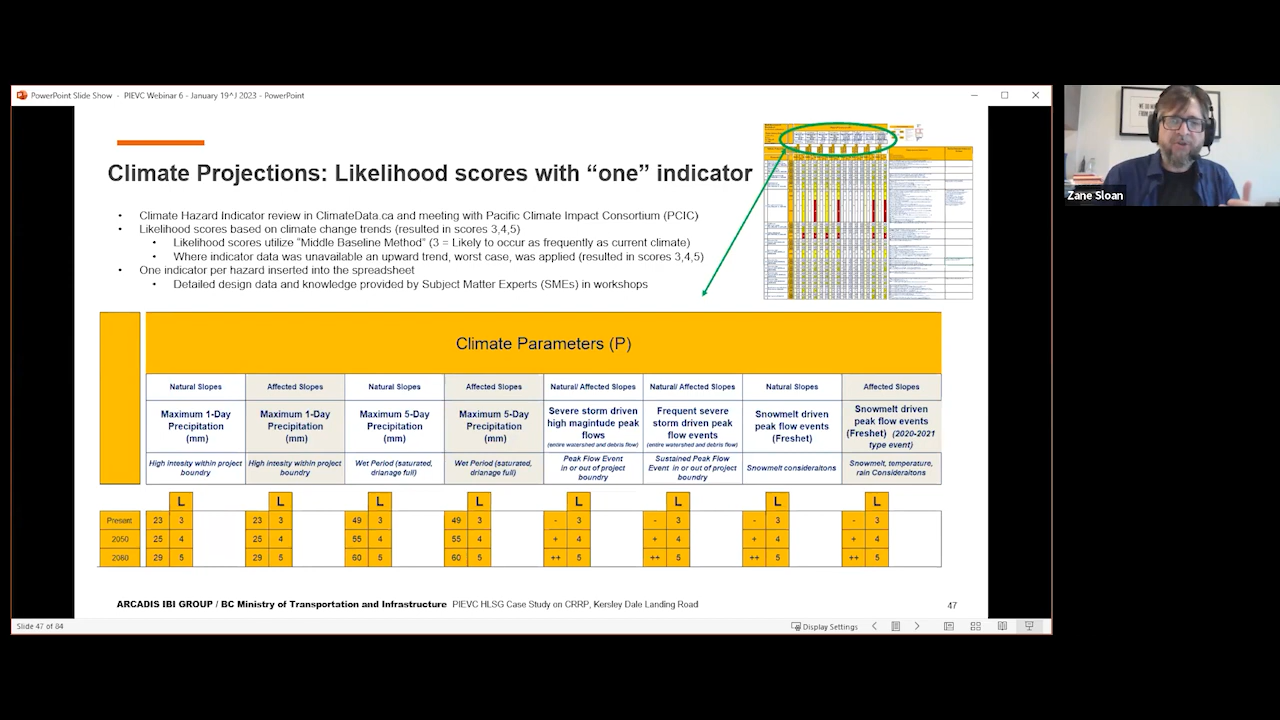 PowerPoint Slide Show - PIEVC Webinar 6 - January 19^J 2023 - PowerPoint
Climate Projections: Likelihood scores with “one” indicator
• Climate Hazard Indicator review in ClimateData.ca and meeting with Pacific Climate Impact Consortium (PCIC)
• Likelihood scores based on climate change factor (resulted in scores 3,4,5)
• Likelihood scores utilize “Middle Baseline Method” (3 = likely to occur as frequently as current climate)
• Where indicator data was unavailable an upward trend, was applied (resulted in scores 3,4,5)
• One indicator per hazard inserted into the spreadsheet
• Details of design data and knowledge provided by Subject Matter Experts (SMEs) in workshops
Climate Parameters (P)
Natural Slopes Affected Slopes Natural Slopes Affected Slopes Natural/ Affected Slopes Natural/ Affected Slopes Natural Slopes Affected Slopes
Maximum 1-Day Precipitation (mm)
Maximum 1-Day Precipitation (mm)
Maximum 5-Day Precipitation (mm)
Maximum 5-Day Precipitation (mm)
Severe storm driven high magintude peak flows (entire watershed and debris flow)
Frequent severe storm driven peak flow events (entire watershed and debris flow)
Snowmelt driven peak flow events (Freshet)
Snowmelt driven peak flow events (Freshet) (2020-2021 type event)
High intesity within project boundry
High intesity within project boundry
Wet Period (saturated, drianage full)
Wet Period (saturated, drianage full)
Peak Flow Event in or out of project boundry
Sustained Peak Flow Event in or out of project boundry
Snowmelt consideraitons
Snowmelt, temperature, rain Consideraitons
L L L L L L L L
Present 23 3 23 3 49 3 49 3 - 3 - 3 - 3 - 3
2050 25 4 25 4 55 4 55 4 + 4 + 4 + 4 + 4
2080 29 5 29 5 60 5 60 5 ++ 5 ++ 5 ++ 5 ++ 5
ARCADIS IBI GROUP / BC Ministry of Transportation and Infrastructure PIEVC HLSG Case Study on CRRP, Kersley Dale Landing Road
47
Slide 47 of 84
Display Settings
Zane Sloan